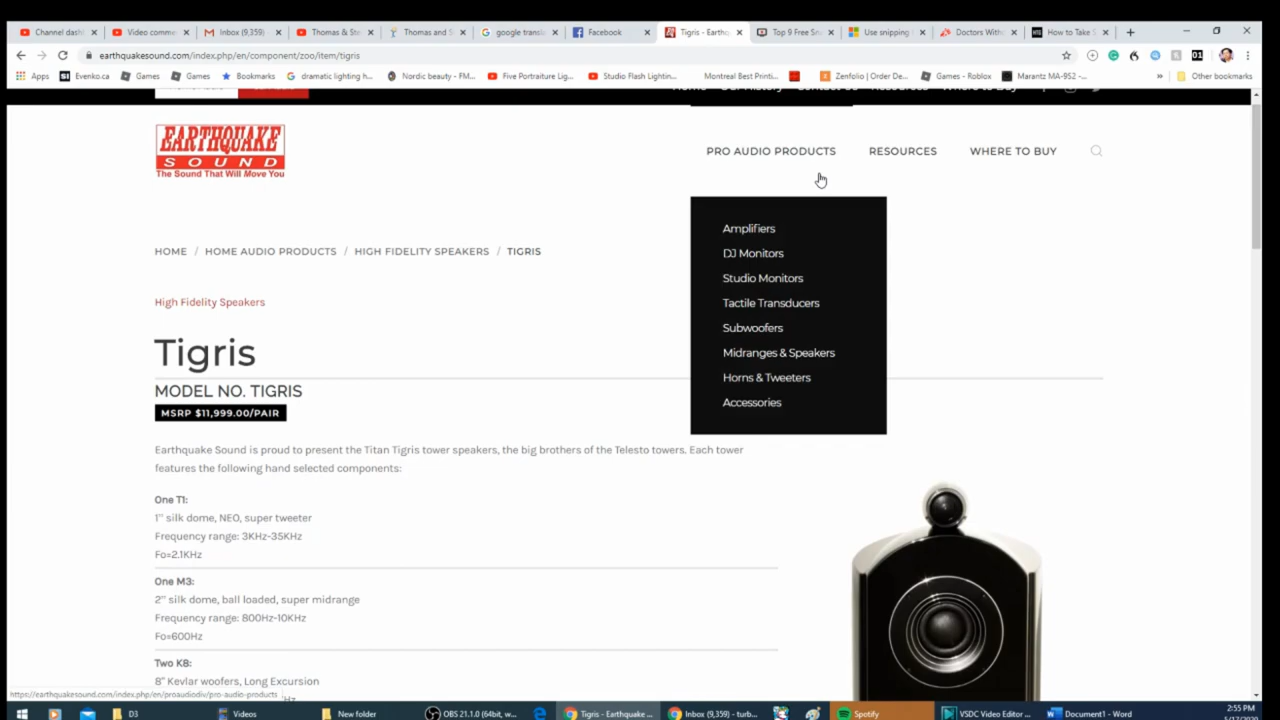 Channel dash
Video comme
Inbox (9,359)
Thomas & Ste
Thomas and S
google transla
Facebook
Tigris - Earthq
Top 9 Free Sn
Use snipping
Doctors With
How to Take S
earthquakesound.com/index.php/en/component/zoo/item/tigris
Apps
Evenko.ca
Games
Games
Bookmarks
dramatic lighting h...
Nordic beauty - FM...
Five Portraiture Lig...
Studio Flash Lightin...
Montreal Best Printi...
Zenfolio | Order De...
Games - Roblox
Marantz MA-9S2 –...
Other bookmarks
EARTHQUAKE
SOUND
The Sound That Will Move You
PRO AUDIO PRODUCTS
RESOURCES
WHERE TO BUY
HOME / HOME AUDIO PRODUCTS / HIGH FIDELITY SPEAKERS / TIGRIS
Amplifiers
DJ Monitors
Studio Monitors
Tactile Transducers
Subwoofers
Midranges & Speakers
Horns & Tweeters
Accessories
High Fidelity Speakers
Tigris
MODEL NO. TIGRIS
MSRP $11,999.00/PAIR
Earthquake Sound is proud to present the Titan Tigris tower speakers, the big brothers of the Telesto towers. Each tower
features the following hand selected components:
One T1:
1" silk dome, NEO, super tweeter
Frequency range: 3KHz-35KHz
Fo=2.1KHz
One M3:
2" silk dome, ball loaded, super midrange
Frequency range: 800Hz-10KHz
Fo=600Hz
Two K8:
8" Kevlar woofers, Long Excursion
https://earthquakesound.com/index.php/en/proaudiodiv/pro-audio-products
Hz
D3
Videos
New folder
OBS 21.1.0 (64bit, w...
Tigris - Earthquake ...
Inbox (9,359) - turb...
Spotify
VSDC Video Editor ...
Document1 - Word
2:55 PM